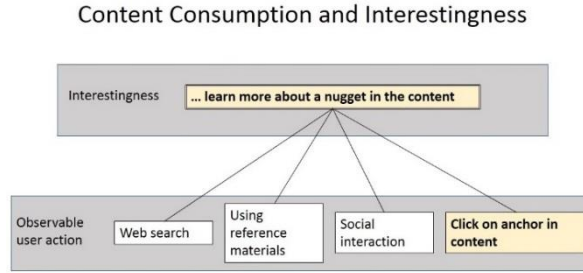 Content Consumption and Interestingness
Interestingness
... learn more about a nugget in the content
Observable
user action
Web search
Using
reference
materials
Social
interaction
Click on anchor in
content